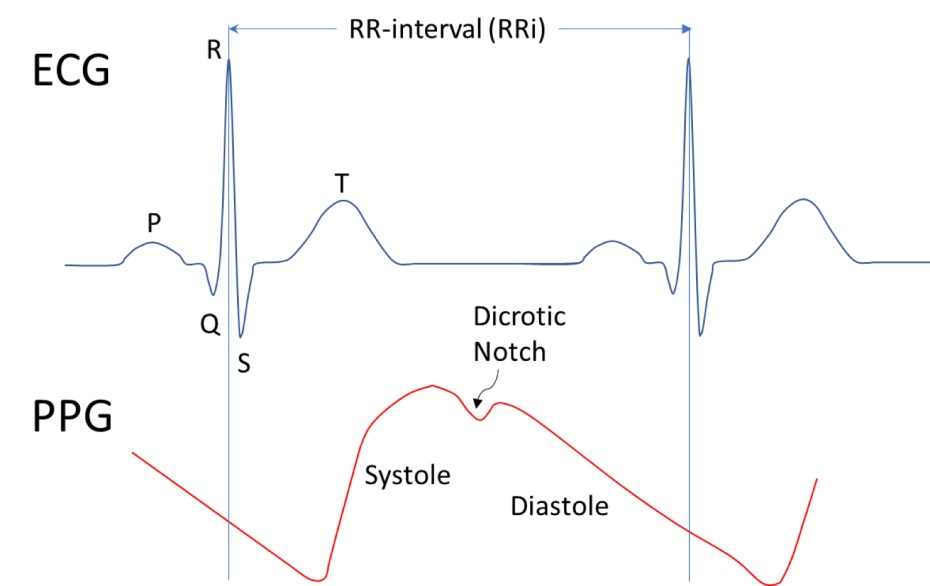 RR-interval (RRi)
ECG
R
T
P
Q
S
Dicrotic
Notch
PPG
Systole
Diastole